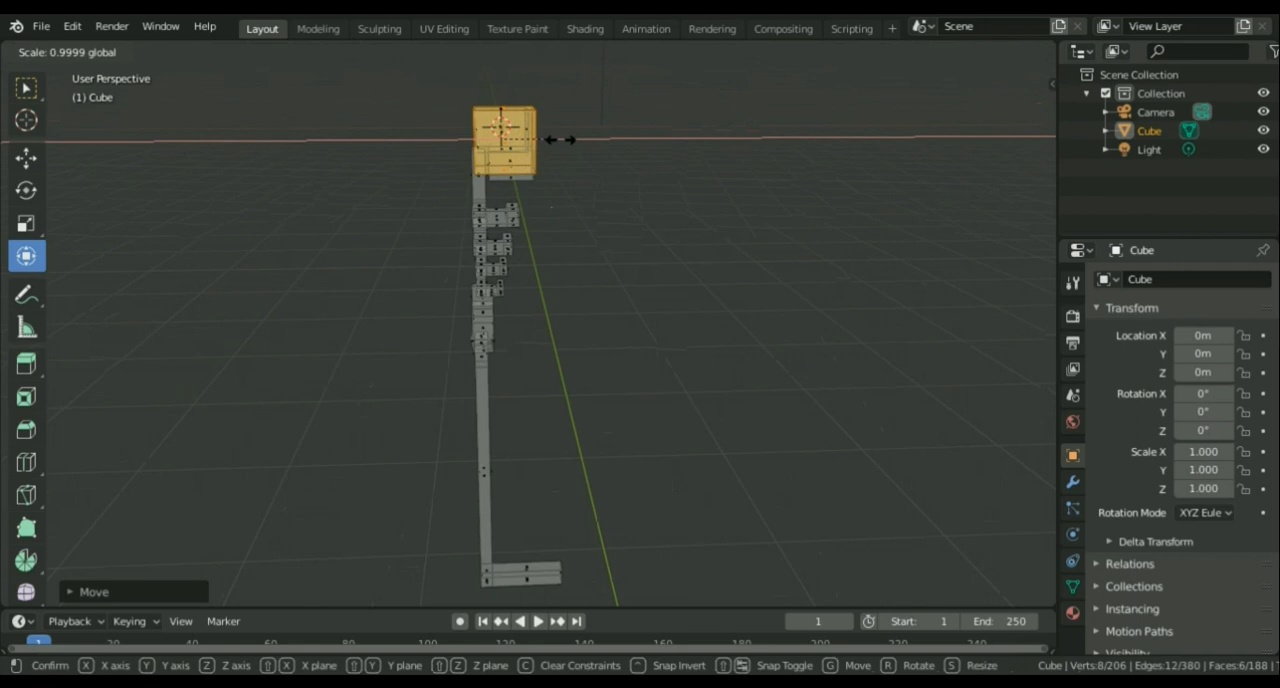 File Edit Render Window Help Layout Modeling Sculpting UV Editing Texture Paint Shading Animation Rendering Compositing Scripting + Scene View Layer
Scale: 0.9999 global
User Perspective
(1) Cube
Scene Collection
Collection
Camera
Cube
Light
Cube
Cube
Transform
Location X 0m
Y 0m
Z 0m
Rotation X 0°
Y 0°
Z 0°
Scale X 1.000
Y 1.000
Z 1.000
Rotation Mode XYZ Eule
Delta Transform
Relations
Collections
Instancing
Motion Paths
Visibility
Move
Playback Keying View Marker 1 Start: 1 End: 250
1 20 40 60 80 100 120 140 160 180 200 220 240
Confirm X X axis Y Y axis Z Z axis X X plane Y Y plane Z Z plane C Clear Constraints Snap Invert Snap Toggle G Move R Rotate S Resize Cube | Verts:8/206 | Edges:12/380 | Faces:6/188 |